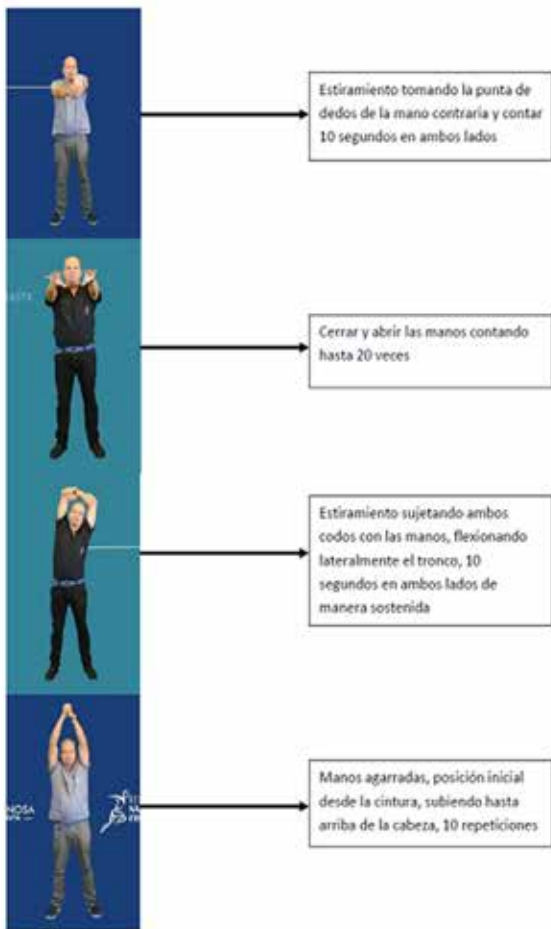 Estiramiento tomando la punta de
dedos de la mano contraria y contar
10 segundos en ambos lados
Cerrar y abrir las manos contando
hasta 20 veces
Estiramiento sujetando ambos
codos con las manos, flexionando
lateralmente el tronco, 10
segundos en ambos lados de
manera sostenida
Manos agarradas, posición inicial
desde la cintura, subiendo hasta
arriba de la cabeza, 10 repeticiones